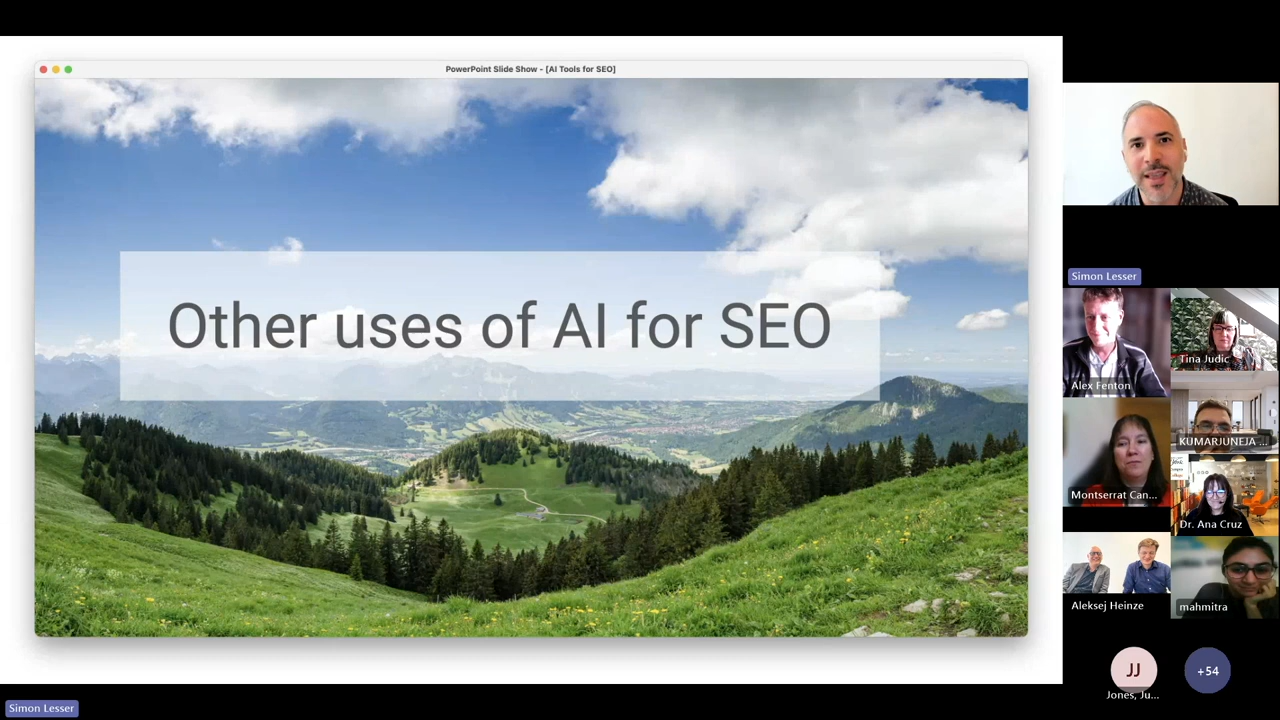 PowerPoint Slide Show - [AI Tools for SEO]
Other uses of AI for SEO
Simon Lesser
Alex Fenton
Tina Judic
Montserrat Can...
KUMARJUNEJA ...
Dr. Ana Cruz
Aleksej Heinze
mahmitra
JJ
Jones, Ju...
+54
Simon Lesser